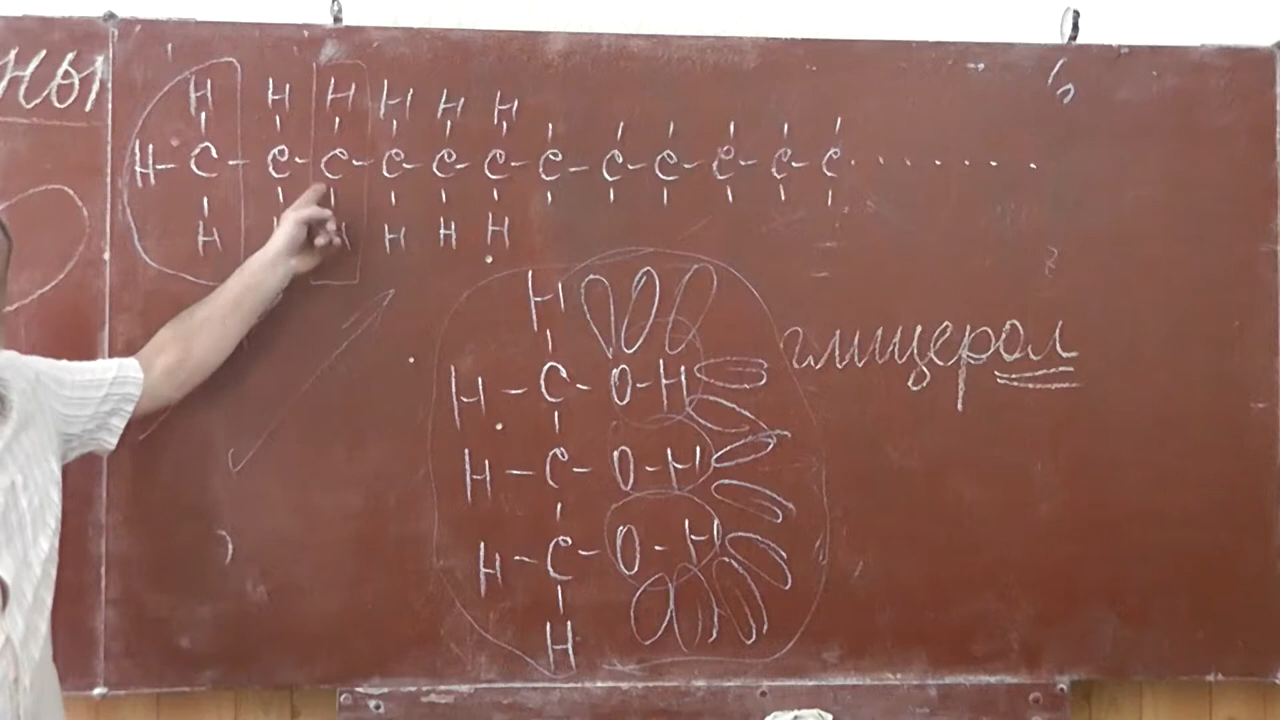 ны
H H H H H H
H-C-C-C-C-C-C-C-C-C-C-C-C..........
H H H H H
H
H-C-O-H
H-C-O-H
H-C-O-H
H
глицерол